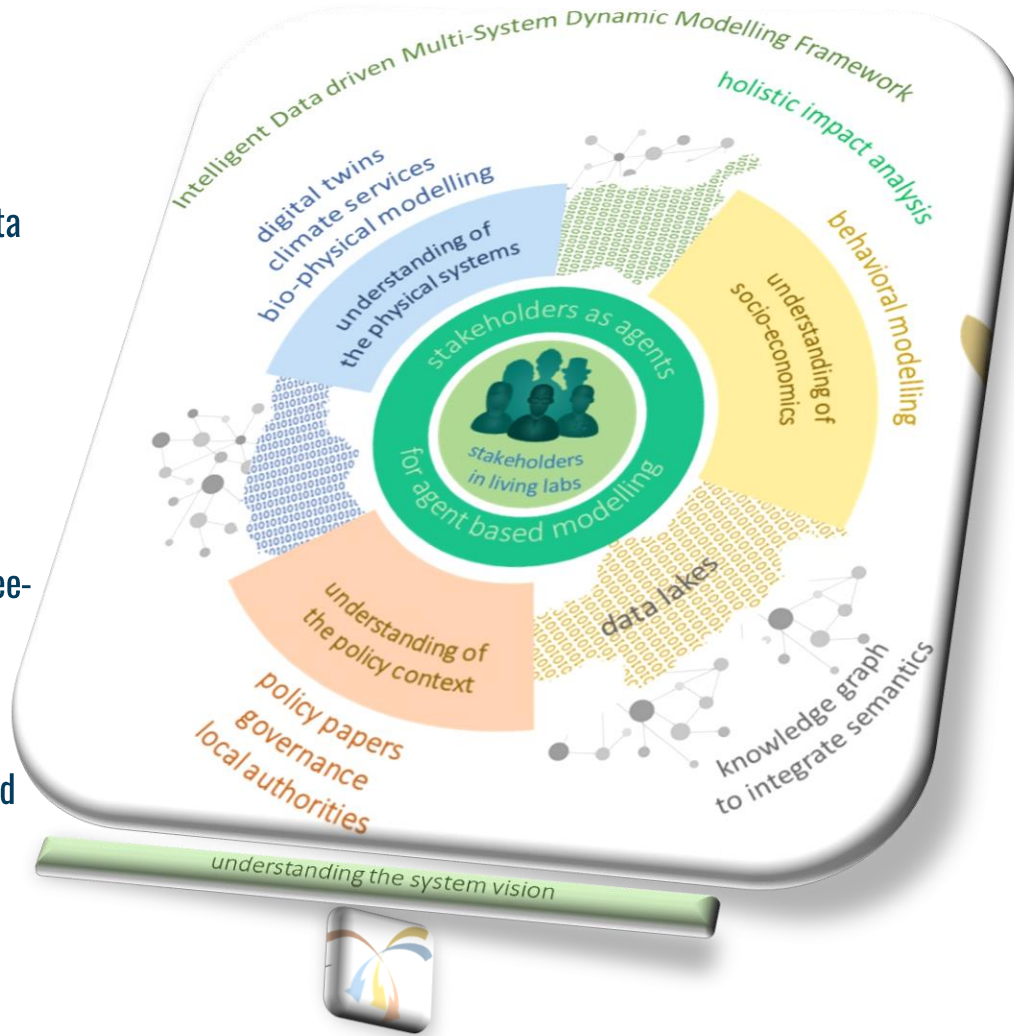 Intelligent Data driven Multi-System Dynamic Modelling Framework
holistic impact analysis
digital twins
climate services
bio-physical modelling
understanding of
the physical systems
behavioral modelling
understanding of
socio-economics
stakeholders as agents
stakeholders
in living labs
for agent based modelling
data lakes
understanding of
the policy context
policy papers
governance
local authorities
knowledge graph
to integrate semantics
understanding the system vision
ta
ee-
d